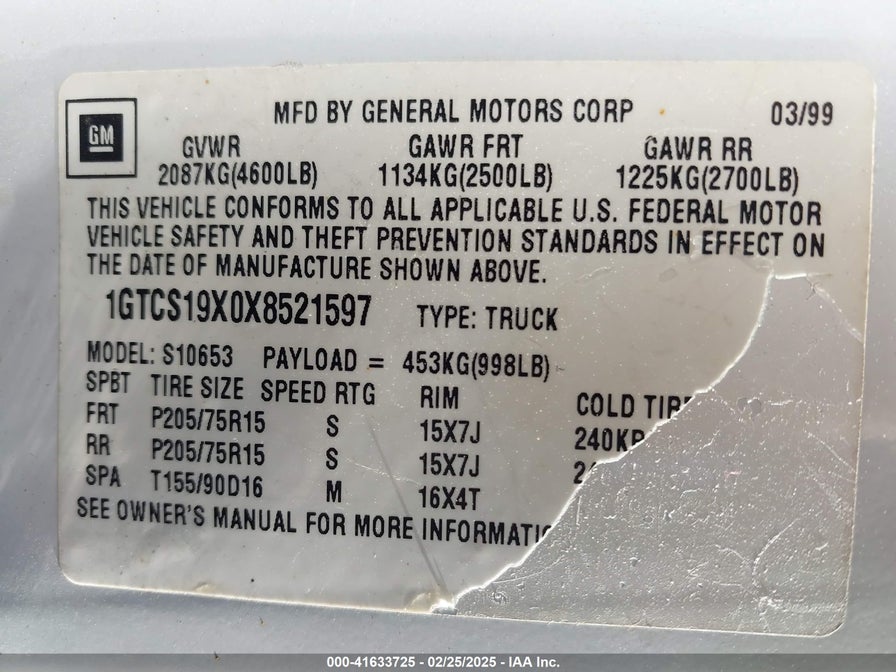 GM
MFD BY GENERAL MOTORS CORP 03/99
GVWR GAWR FRT GAWR RR
2087KG(4600LB) 1134KG(2500LB) 1225KG(2700LB)
THIS VEHICLE CONFORMS TO ALL APPLICABLE U.S. FEDERAL MOTOR
VEHICLE SAFETY AND THEFT PREVENTION STANDARDS IN EFFECT ON
THE DATE OF MANUFACTURE SHOWN ABOVE.
1GTCS19X0X8521597 TYPE: TRUCK
MODEL: S10653 PAYLOAD = 453KG(998LB)
SPBT TIRE SIZE SPEED RTG RIM COLD
FRT P205/75R15 S 15X7J
RR P205/75R15 S 15X7J
SPA T155/90D16 M 16X4T
SEE OWNER'S MANUAL FOR MORE
000-41633725 - 02/25/2025 - IAA Inc.